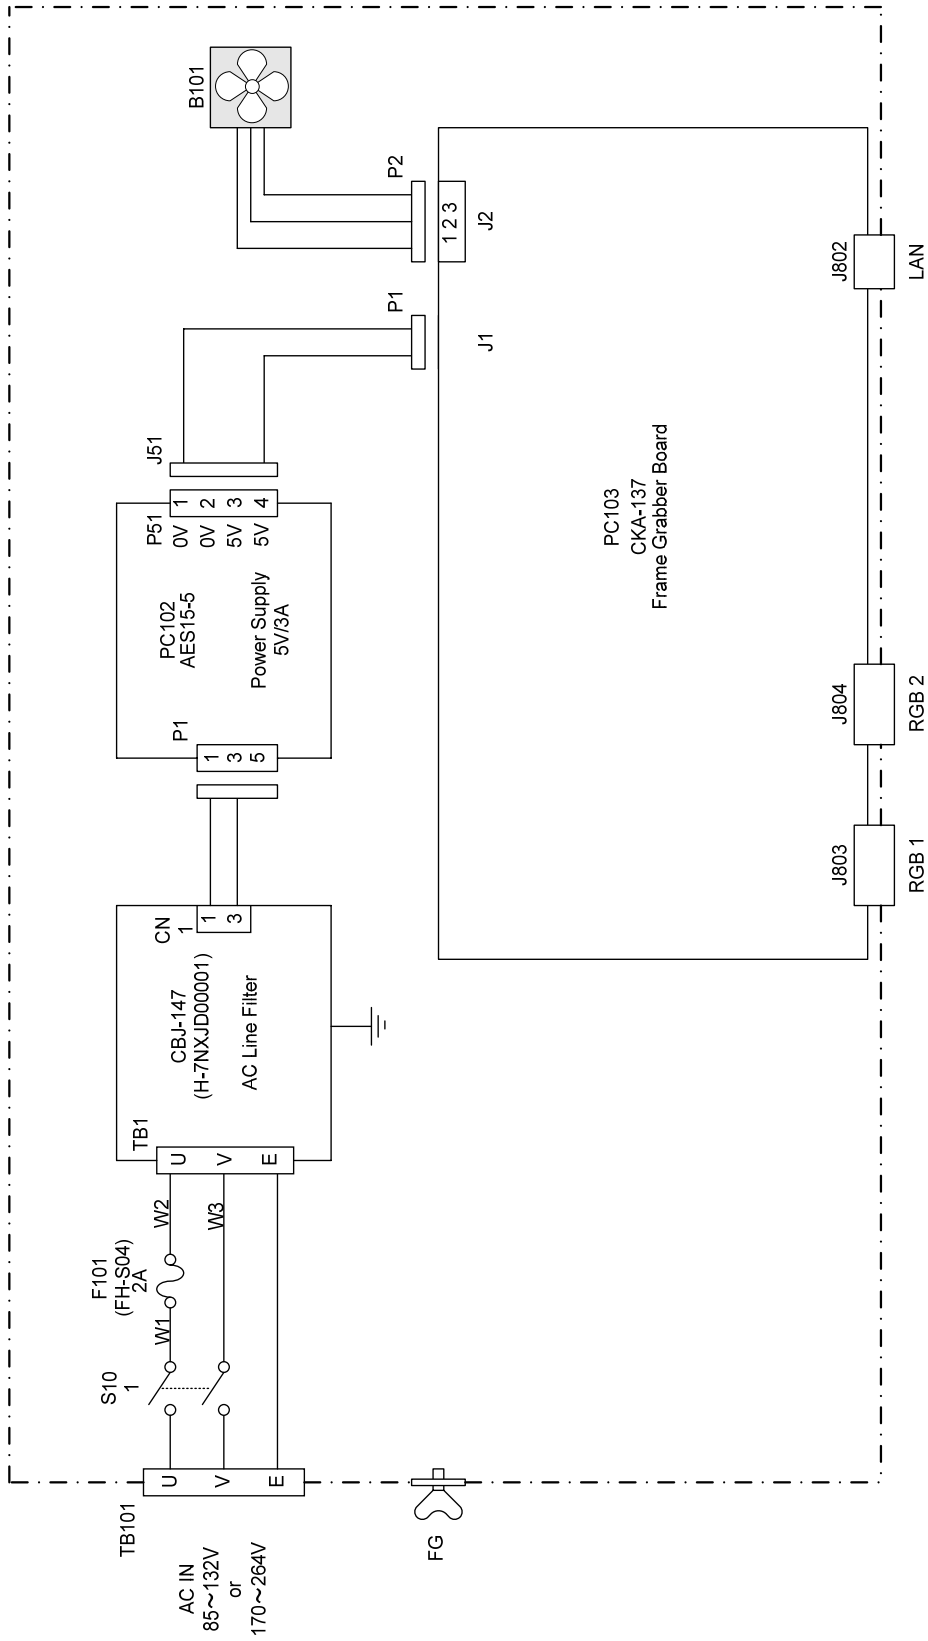 TB101
U
V
E
AC IN
85~132V
or
170~264V
S10
1
W1
F101
(FH-S04)
2A
W2
W3
TB1
U
V
E
CBJ-147
(H-7NXJD00001)
AC Line Filter
CN
1
1
3
P1
1
3
5
PC102
AES15-5
Power Supply
5V/3A
P51
0V 1
0V 2
5V 3
5V 4
J51
B101
P1
J1
P2
1 2 3
J2
PC103
CKA-137
Frame Grabber Board
J803
RGB 1
J804
RGB 2
J802
LAN
FG